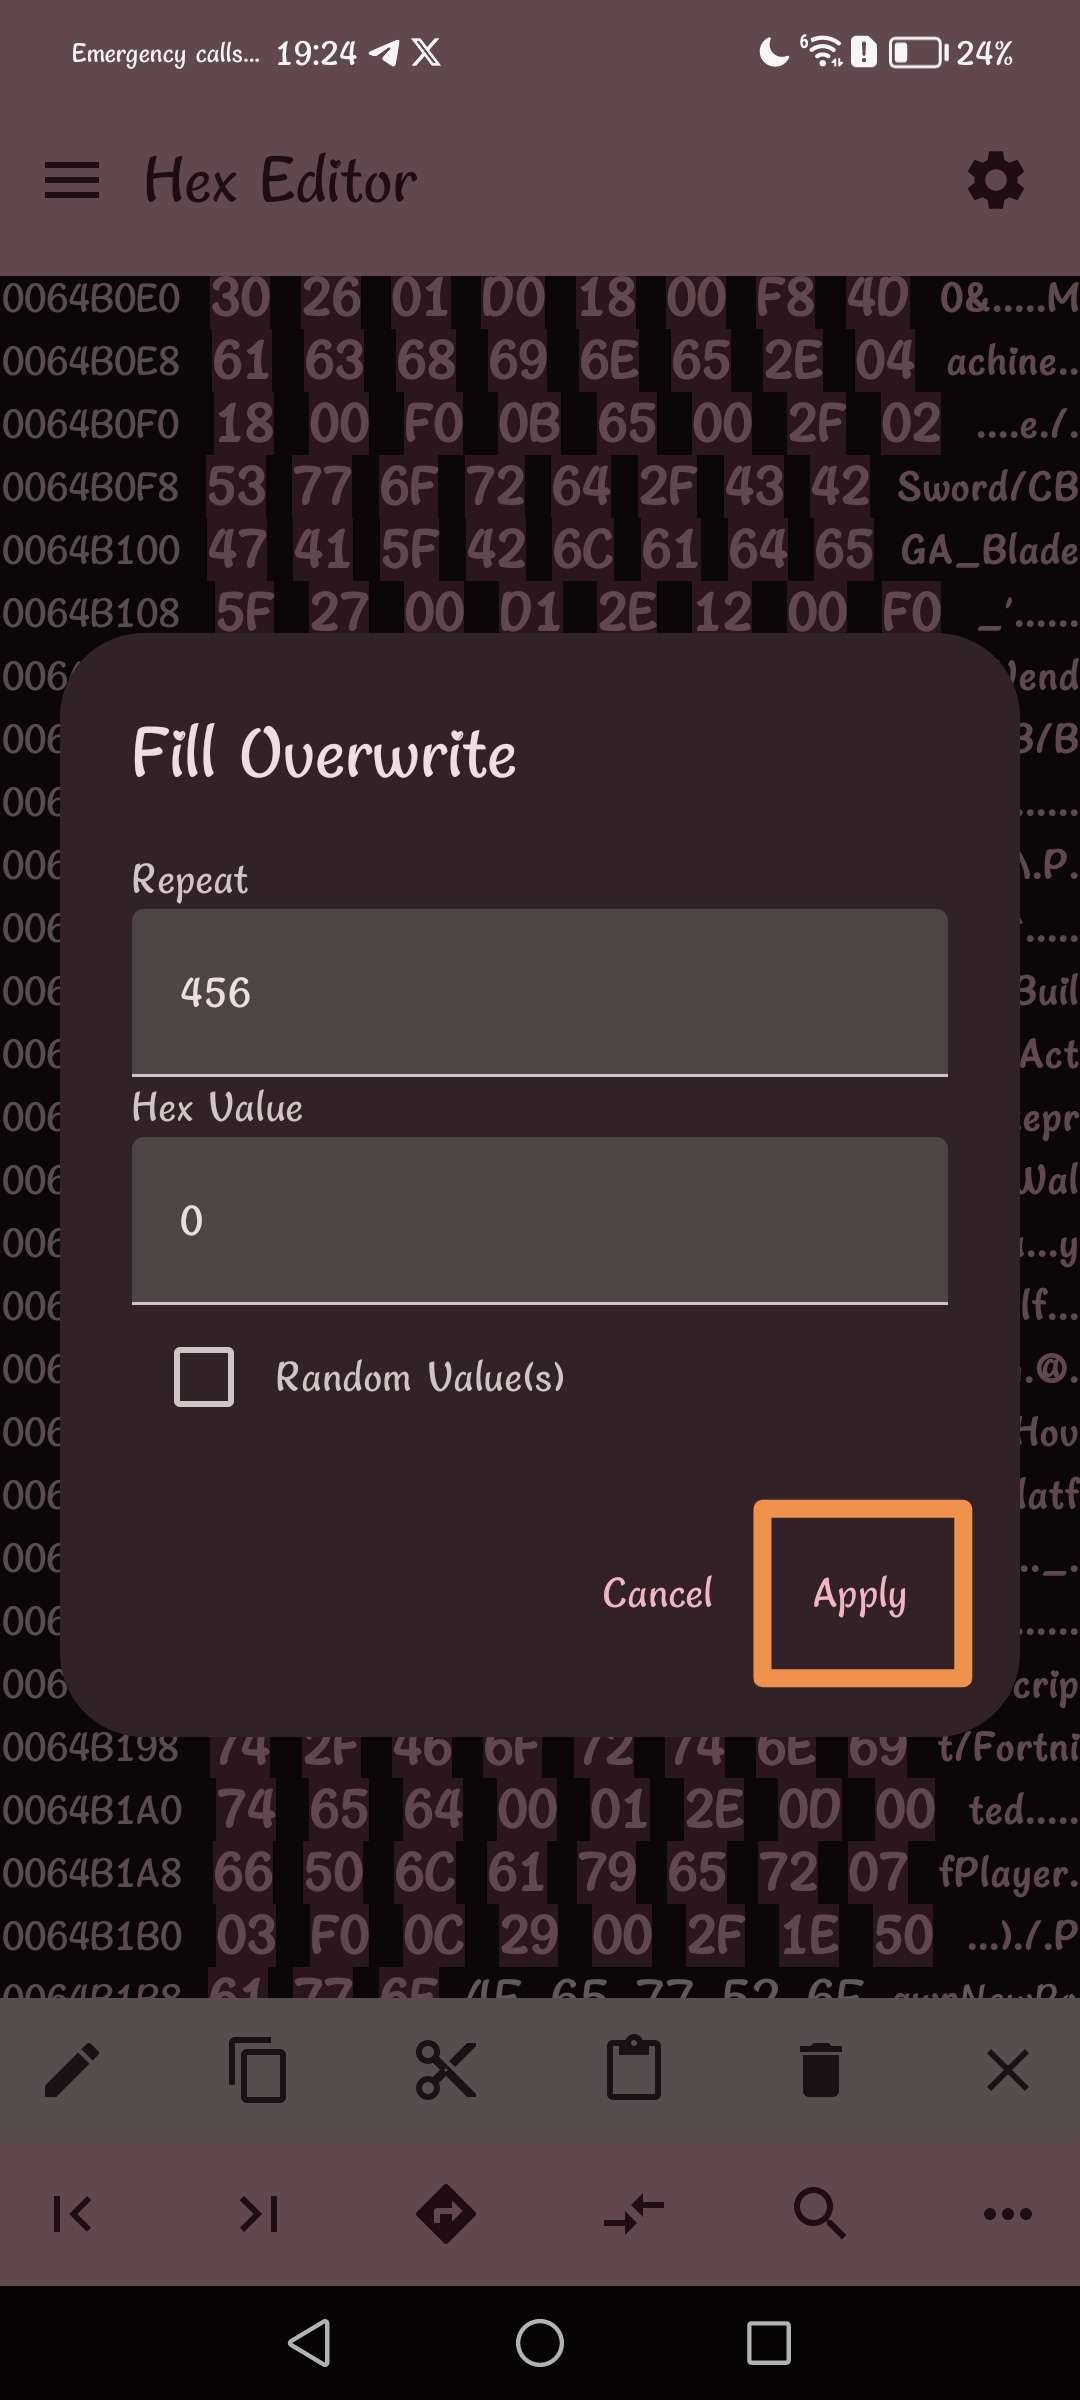 Emergency calls... 19:24 24%
Hex Editor
0064B0E0 30 26 01 D0 18 00 F8 4D 0&.....M
0064B0E8 61 63 68 69 6E 65 2E 04 achine..
0064B0F0 18 00 F0 0B 65 00 2F 02 ....e./.
0064B0F8 53 77 6F 72 64 2F 43 42 Sword/CB
0064B100 47 41 5F 42 6C 61 64 65 GA_Blade
0064B108 5F 27 00 D1 2E 12 00 F0 _'......
Fill Overwrite
Repeat
456
Hex Value
0
Random Value(s)
Cancel Apply
0064B198 74 2F 46 6F 72 74 6E 69 t/Fortni
0064B1A0 74 65 64 00 01 2E 0D 00 ted.....
0064B1A8 66 50 6C 61 79 65 72 07 fPlayer.
0064B1B0 03 F0 0C 29 00 2F 1E 50 ...)./.P